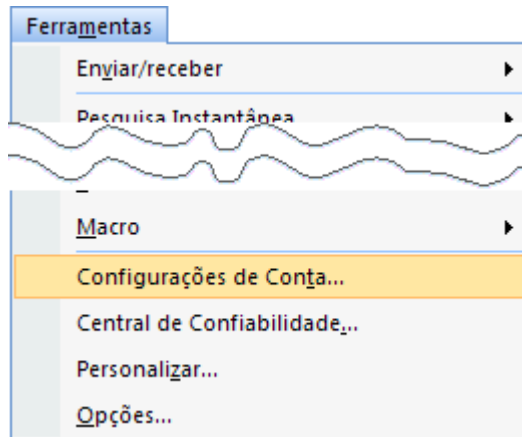 Ferramentas
Enviar/receber
Pesquisa Instantânea
Macro
Configurações de Conta...
Central de Confiabilidade...
Personalizar...
Opções...